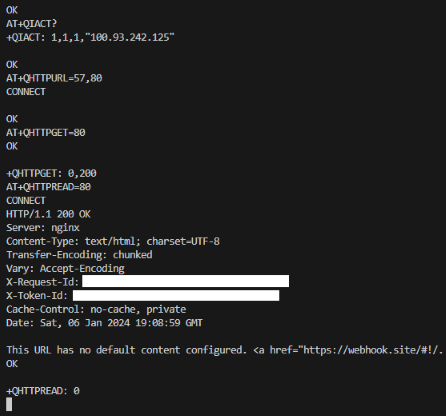 OK
AT+QIACT?
+QIACT: 1,1,1,"100.93.242.125"
OK
AT+QHTTPURL=57,80
CONNECT
OK
AT+QHTTPGET=80
OK
+QHTTPGET: 0,200
AT+QHTTPREAD=80
CONNECT
HTTP/1.1 200 OK
Server: nginx
Content-Type: text/html; charset=UTF-8
Transfer-Encoding: chunked
Vary: Accept-Encoding
X-Request-Id:
X-Token-Id:
Cache-Control: no-cache, private
Date: Sat, 06 Jan 2024 19:08:59 GMT
This URL has no default content configured. <a href="https://webhook.site/#!/.
OK
+QHTTPREAD: 0